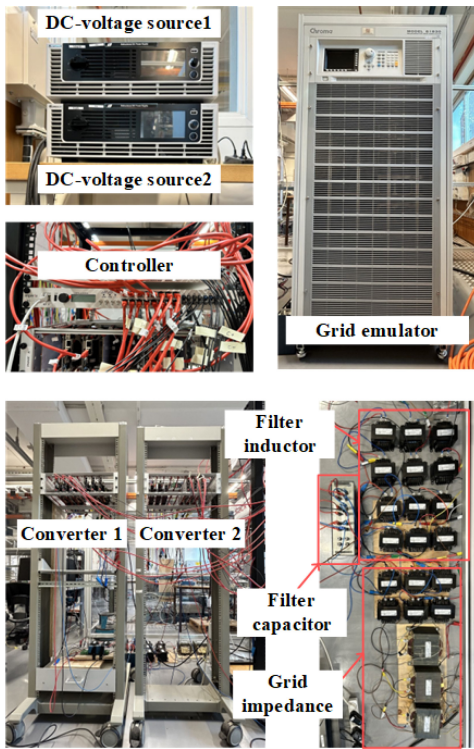 DC-voltage source1
DC-voltage source2
Chroma
Controller
Grid emulator
Filter
inductor
Converter 1
Converter 2
Filter
capacitor
Grid
impedance